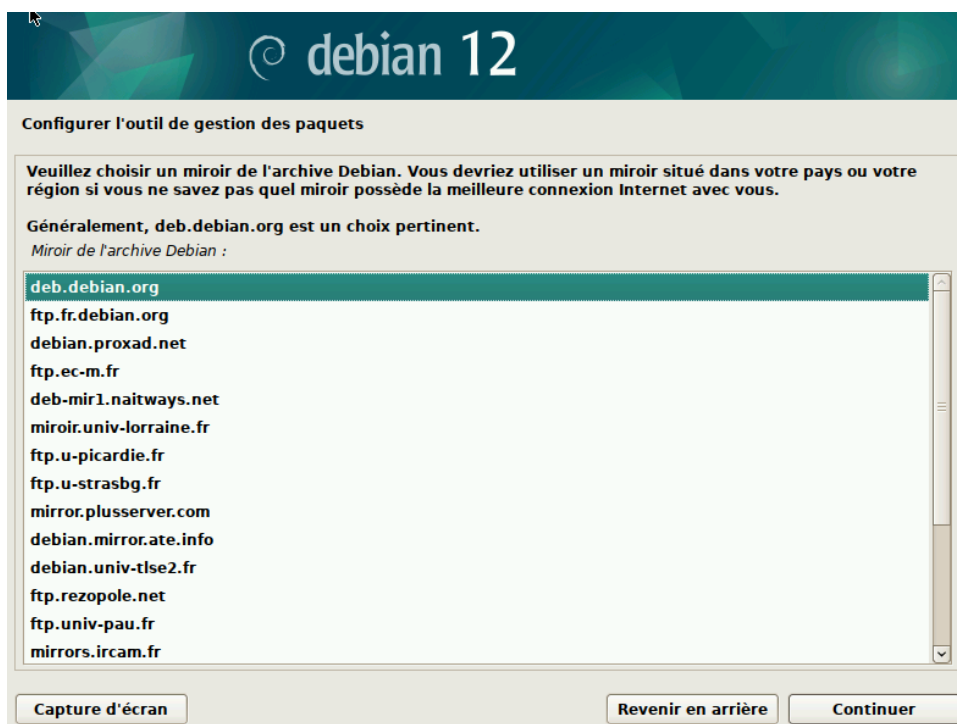 debian 12
Configurer l'outil de gestion des paquets
Veuillez choisir un miroir de l'archive Debian. Vous devriez utiliser un miroir situé dans votre pays ou votre
région si vous ne savez pas quel miroir possède la meilleure connexion Internet avec vous.
Généralement, deb.debian.org est un choix pertinent.
Miroir de l'archive Debian :
deb.debian.org
ftp.fr.debian.org
debian.proxad.net
ftp.ec-m.fr
deb-mir1.naitways.net
miroir.univ-lorraine.fr
ftp.u-picardie.fr
ftp.u-strasbg.fr
mirror.plusserver.com
debian.mirror.ate.info
debian.univ-tlse2.fr
ftp.rezopole.net
ftp.univ-pau.fr
mirrors.ircam.fr
Capture d'écran
Revenir en arrière
Continuer